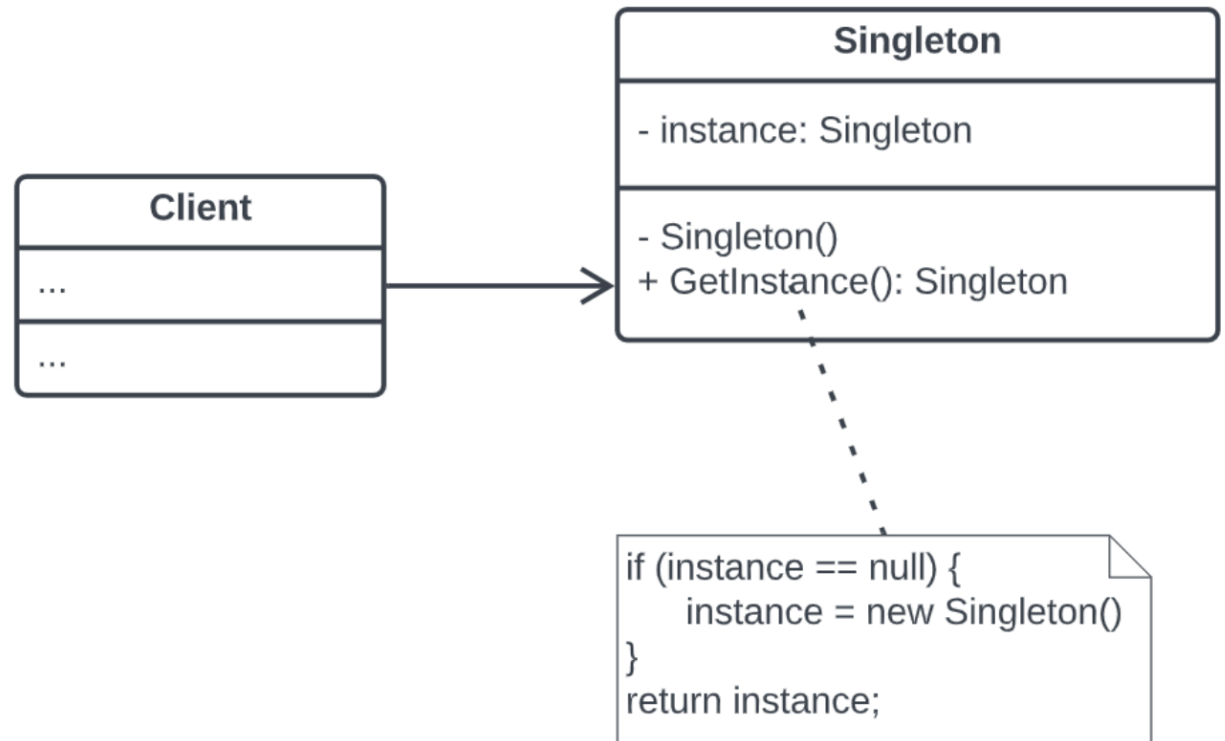 Singleton
- instance: Singleton
- Singleton()
+ GetInstance(): Singleton
Client
...
...
if (instance == null) {
instance = new Singleton()
}
return instance;